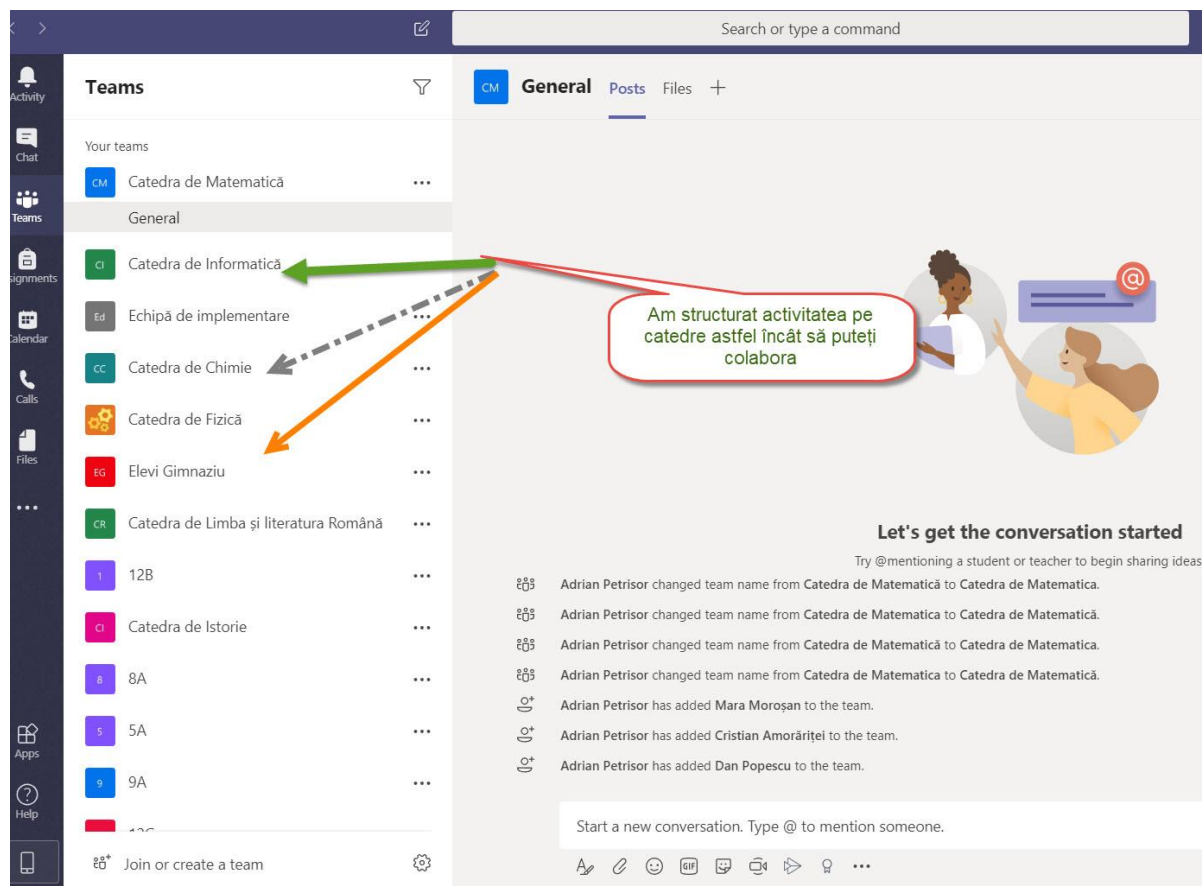 Search or type a command
Activity
Chat
Teams
signments
Calendar
Calls
Files
Apps
Help
Teams
Your teams
CM Catedra de Matematică
General
CI Catedra de Informatică
Ed Echipă de implementare
CC Catedra de Chimie
Catedra de Fizică
EG Elevi Gimnaziu
CR Catedra de Limba și literatura Română
1 12B
CI Catedra de Istorie
8 8A
5 5A
9 9A
Join or create a team
CM General Posts Files
Am structurat activitatea pe
catedre astfel încât să puteți
colabora
@
Let's get the conversation started
Try @mentioning a student or teacher to begin sharing ideas
Adrian Petrisor changed team name from Catedra de Matematică to Catedra de Matematica.
Adrian Petrisor changed team name from Catedra de Matematica to Catedra de Matematică.
Adrian Petrisor changed team name from Catedra de Matematică to Catedra de Matematica.
Adrian Petrisor changed team name from Catedra de Matematica to Catedra de Matematică.
Adrian Petrisor has added Mara Moroșan to the team.
Adrian Petrisor has added Cristian Amorăriței to the team.
Adrian Petrisor has added Dan Popescu to the team.
Start a new conversation. Type @ to mention someone.
GIF